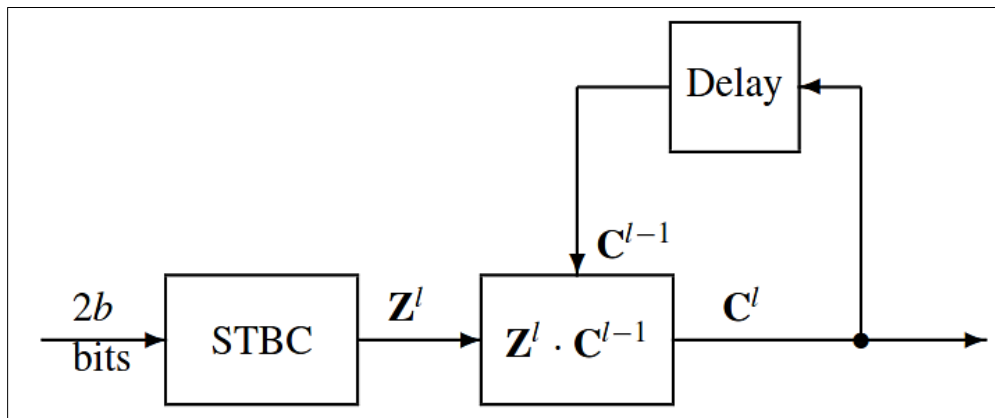 Delay
C^{l−1}
2b
bits
STBC
Z^l
Z^l · C^{l−1}
C^l